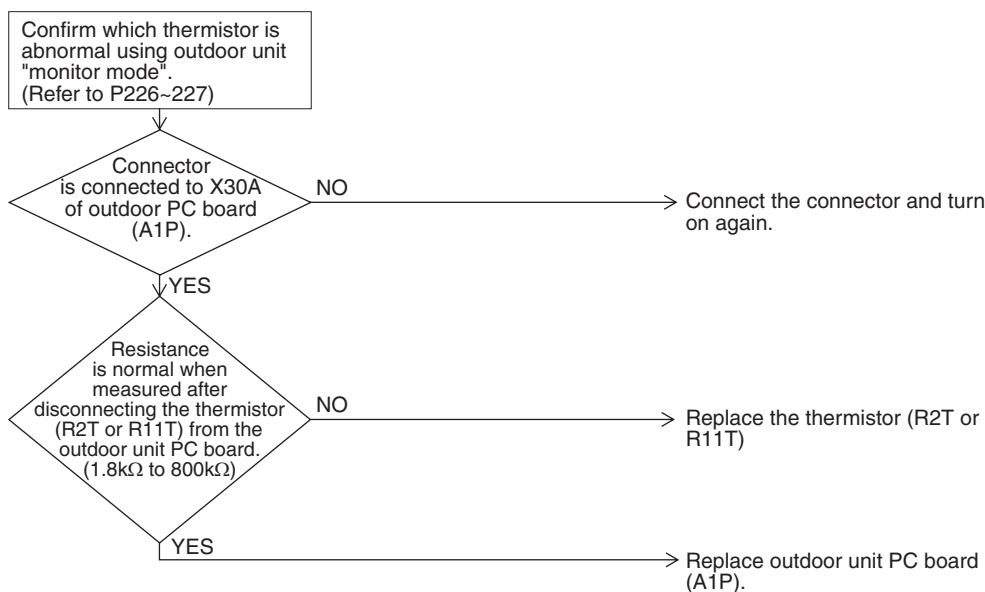 Confirm which thermistor is
abnormal using outdoor unit
"monitor mode".
(Refer to P226~227)
Connector
is connected to X30A
of outdoor PC board
(A1P).
NO
Connect the connector and turn
on again.
YES
Resistance
is normal when
measured after
disconnecting the thermistor
(R2T or R11T) from the
outdoor unit PC board.
(1.8kΩ to 800kΩ)
NO
Replace the thermistor (R2T or
R11T)
YES
Replace outdoor unit PC board
(A1P).